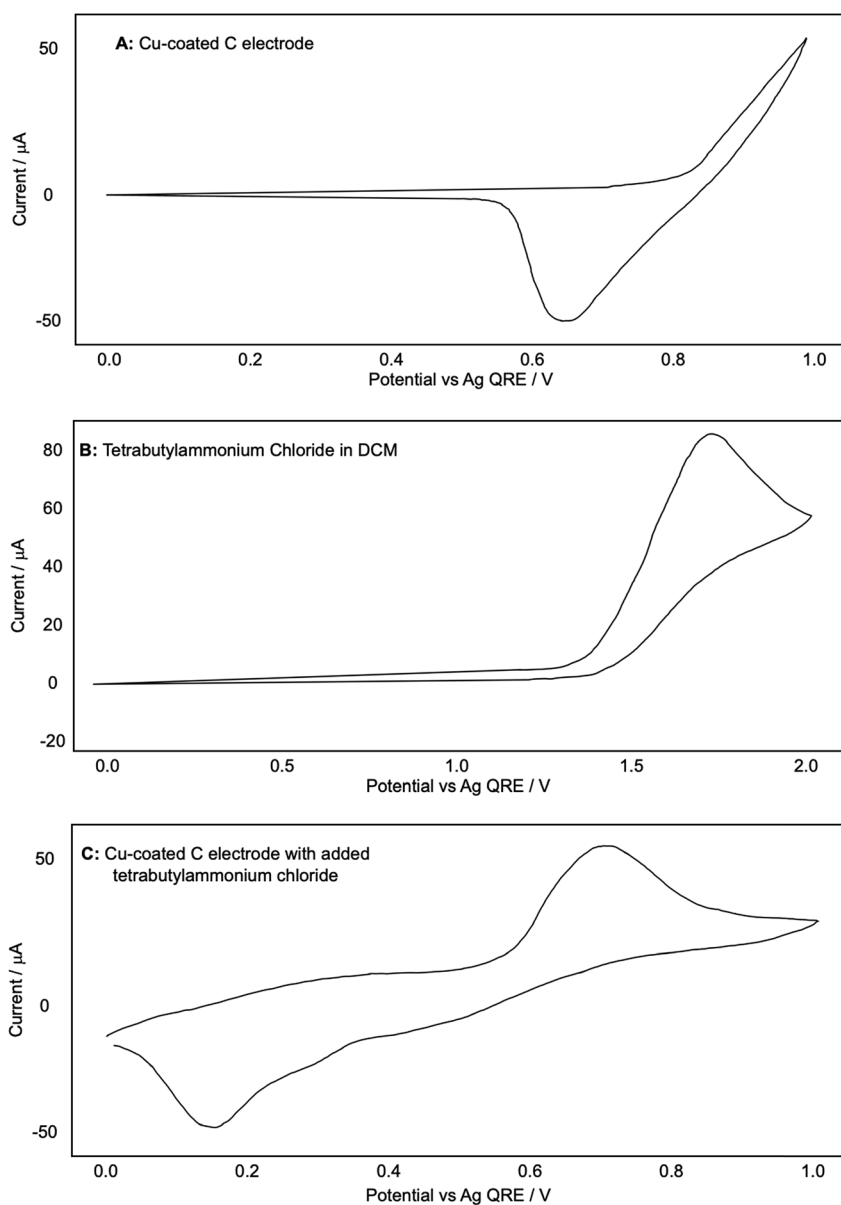 A: Cu-coated C electrode
50
0
-50
Current / μA
0.0 0.2 0.4 0.6 0.8 1.0
Potential vs Ag QRE / V
B: Tetrabutylammonium Chloride in DCM
80
60
40
20
0
-20
Current / μA
0.0 0.5 1.0 1.5 2.0
Potential vs Ag QRE / V
C: Cu-coated C electrode with added
tetrabutylammonium chloride
50
0
-50
Current / μA
0.0 0.2 0.4 0.6 0.8 1.0
Potential vs Ag QRE / V